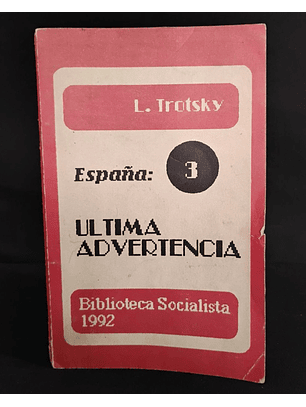 L. Trotsky
España: 3
ULTIMA
ADVERTENCIA
Biblioteca Socialista
1992